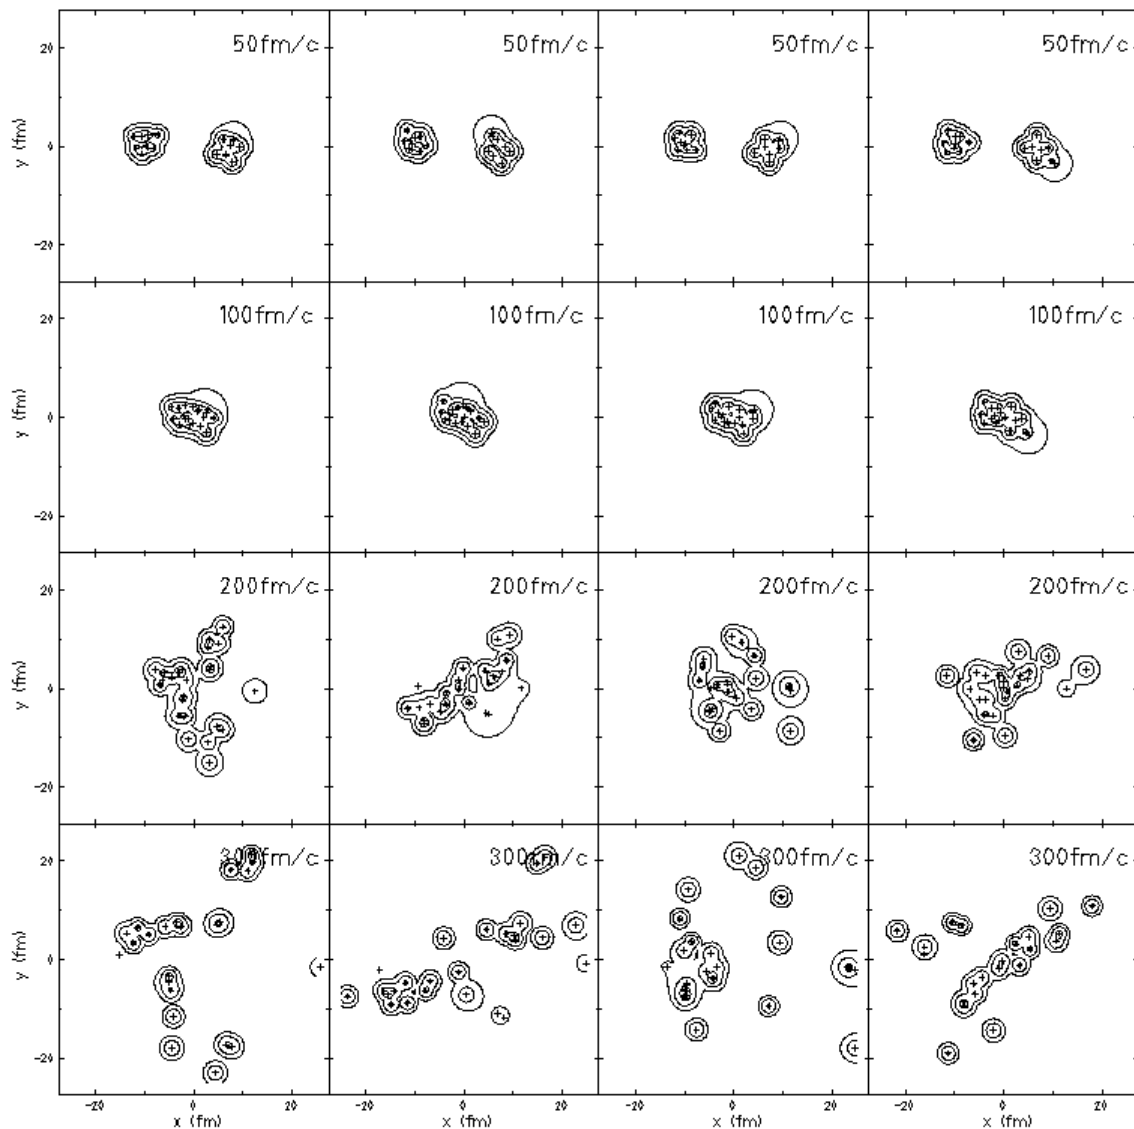 20 50fm/c 50fm/c 50fm/c 50fm/c
y (fm)
0
-20
20 100fm/c 100fm/c 100fm/c 100fm/c
y (fm)
0
-20
20 200fm/c 200fm/c 200fm/c 200fm/c
y (fm)
0
-20
20 300fm/c 300fm/c 300fm/c 300fm/c
y (fm)
0
-20
-20 0 20 -20 0 20 -20 0 20 -20 0 20
x (fm) x (fm) x (fm) x (fm)